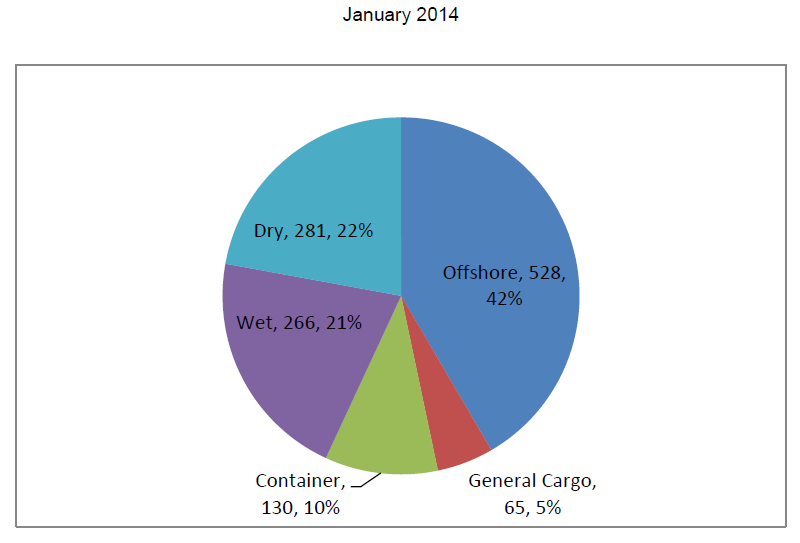 January 2014
Dry, 281, 22%
Offshore, 528,
42%
Wet, 266, 21%
Container,
130, 10%
General Cargo,
65, 5%